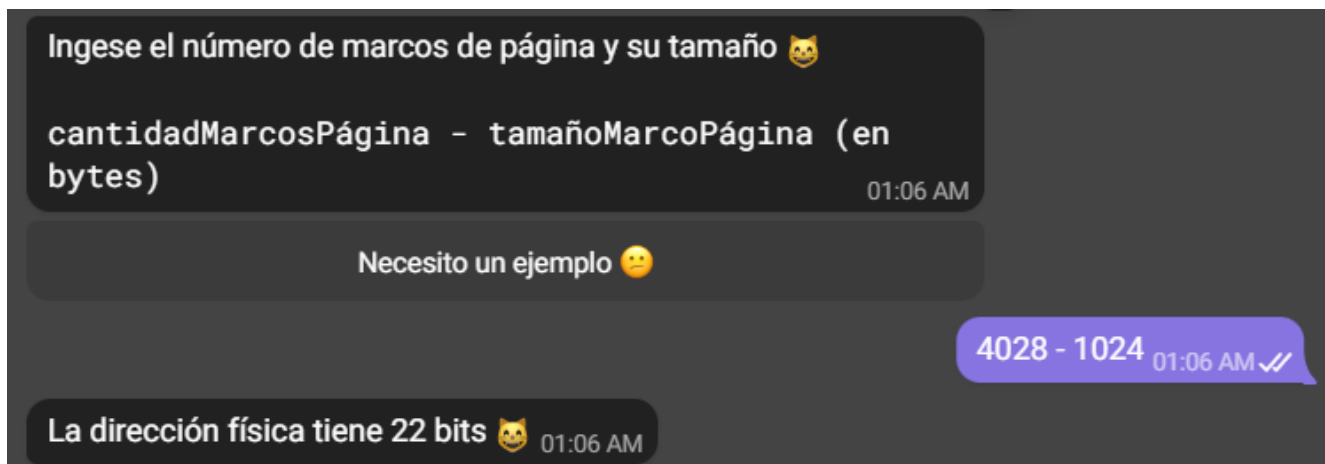 Ingese el número de marcos de página y su tamaño 😺
cantidadMarcosPágina - tamañoMarcoPágina (en
bytes)
01:06 AM
Necesito un ejemplo 😕
4028 - 1024 01:06 AM
La dirección física tiene 22 bits 😺 01:06 AM